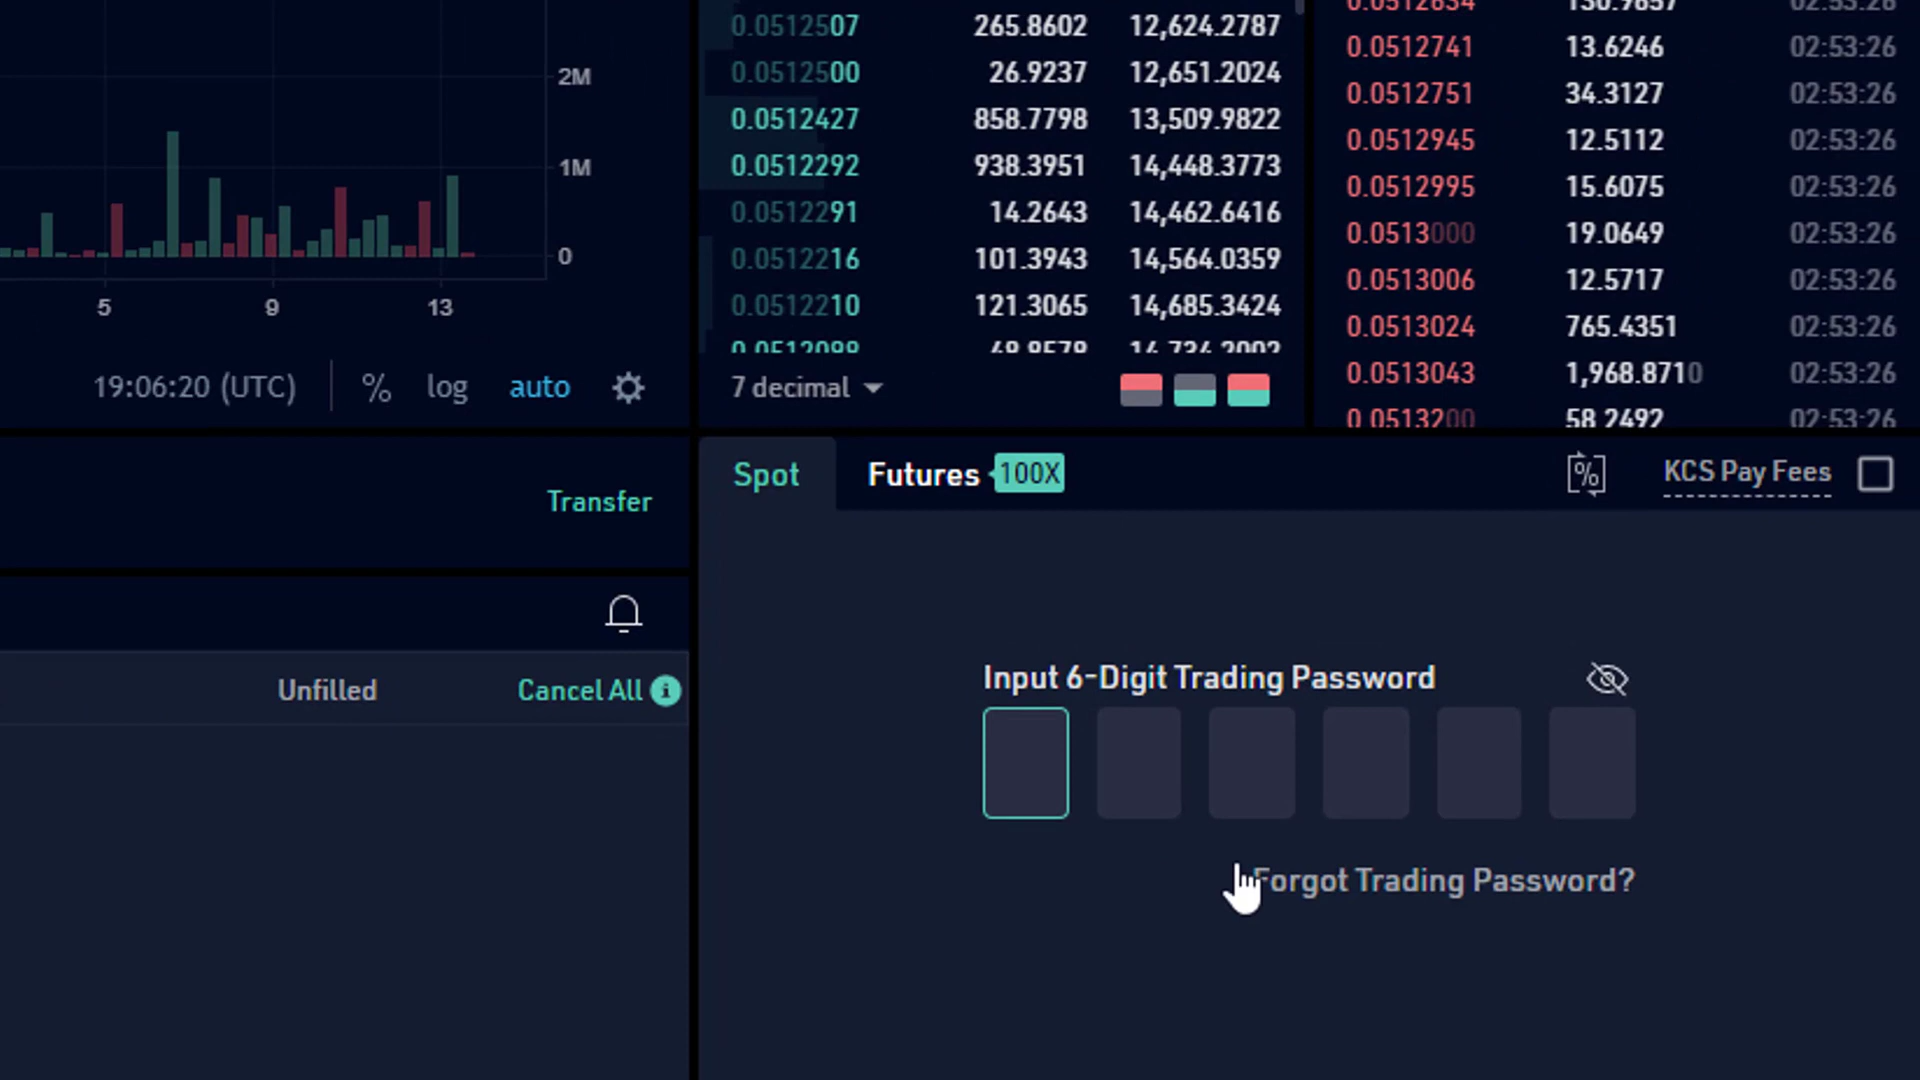 2M
1M
0
5 9 13
19:06:20 (UTC) % log auto
0.0512507 265.8602 12,624.2787
0.0512500 26.9237 12,651.2024
0.0512427 858.7798 13,509.9822
0.0512292 938.3951 14,448.3773
0.0512291 14.2643 14,462.6416
0.0512216 101.3943 14,564.0359
0.0512210 121.3065 14,685.3424
7 decimal
0.0512741 13.6246 02:53:26
0.0512751 34.3127 02:53:26
0.0512945 12.5112 02:53:26
0.0512995 15.6075 02:53:26
0.0513000 19.0649 02:53:26
0.0513006 12.5717 02:53:26
0.0513024 765.4351 02:53:26
0.0513043 1,968.8710 02:53:26
0.0513200 58.2492 02:53:26
Transfer
Unfilled Cancel All
Spot Futures 100X % KCS Pay Fees
Input 6-Digit Trading Password
Forgot Trading Password?